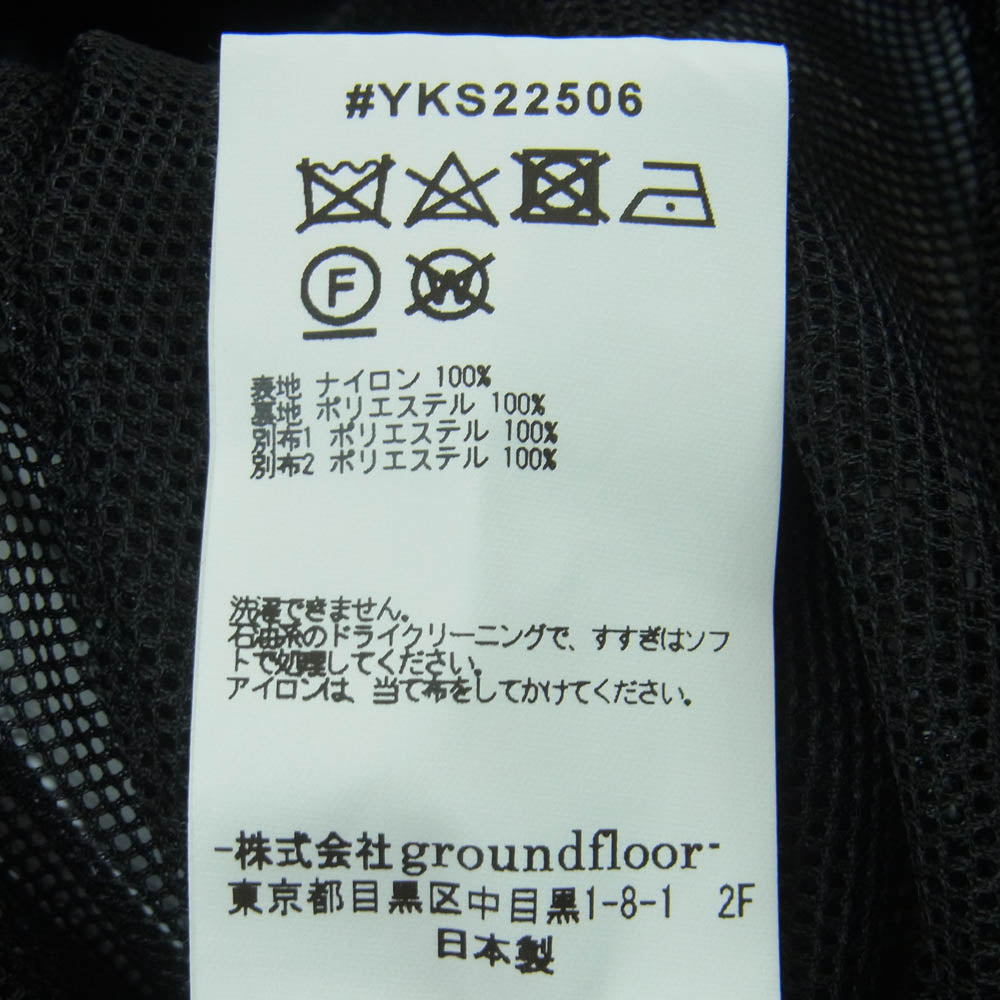 #YKS22506
F W
表地 ナイロン 100%
裏地 ポリエステル 100%
別布1 ポリエステル 100%
別布2 ポリエステル 100%
洗濯できません。
石油系のドライクリーニングで、すすぎはソフ
トで処理してください。
アイロンは、当て布をしてかけてください。
-株式会社groundfloor-
東京都目黒区中目黒1-8-1 2F
日本製